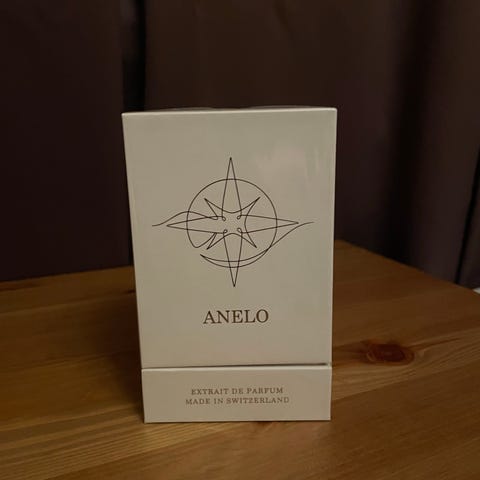 ANELO
EXTRAIT DE PARFUM
MADE IN SWITZERLAND